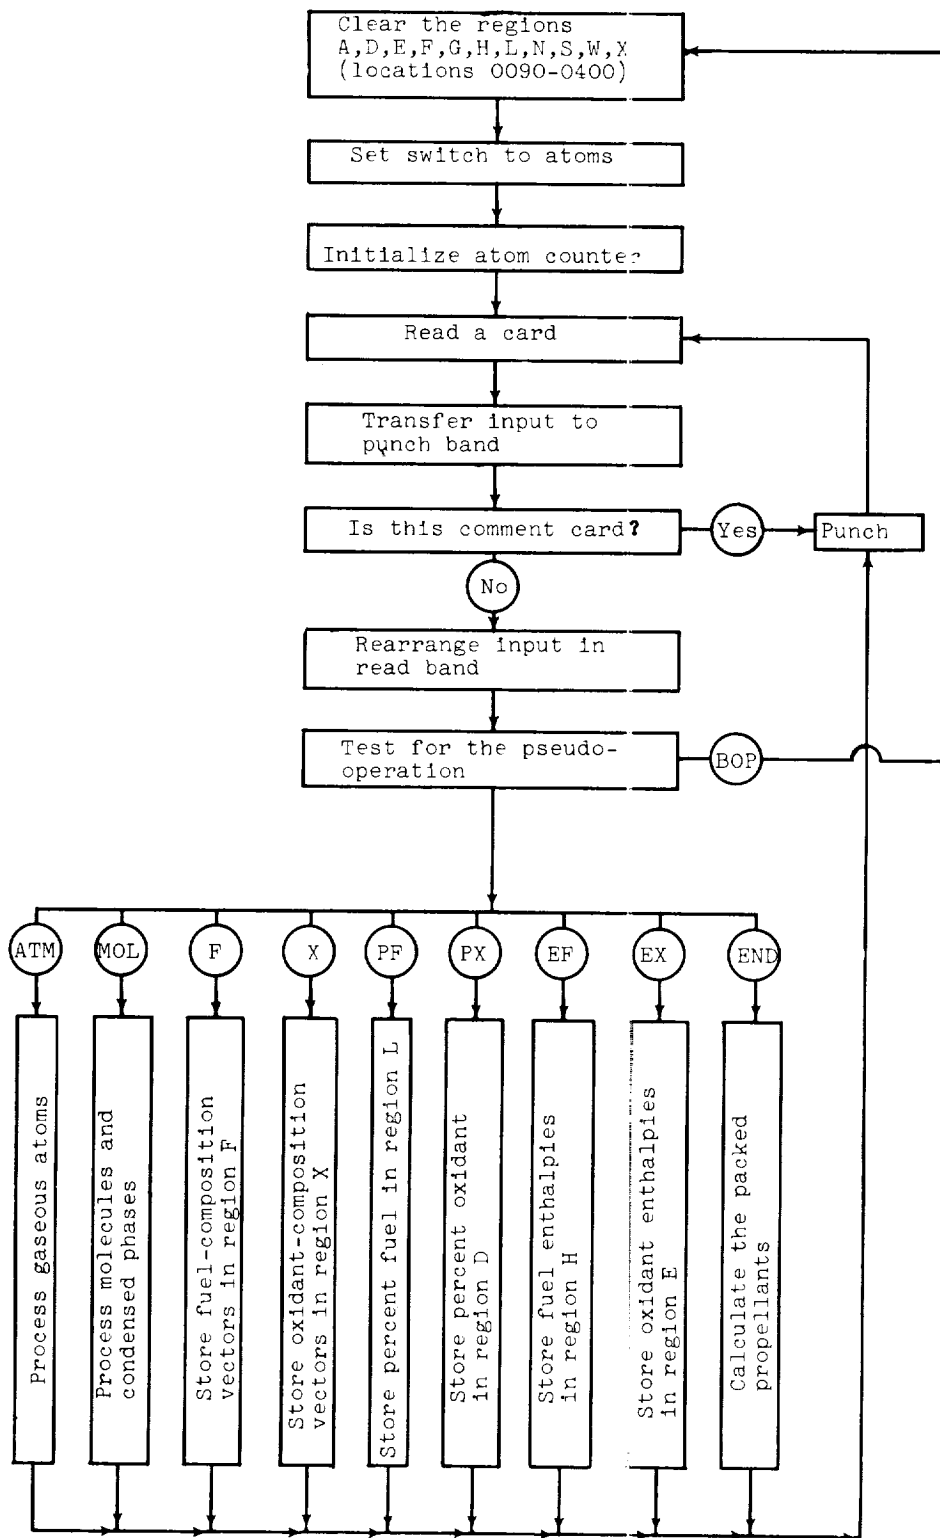 Clear the regions
A,D,E,F,G,H,L,N,S,W,X
(locations 0090-0400)
Set switch to atoms
Initialize atom counter
Read a card
Transfer input to
punch band
Is this comment card?
Yes
Punch
No
Rearrange input in
read band
Test for the pseudo-
operation
BOP
ATM
MOL
F
X
PF
PX
EF
EX
END
Process gaseous atoms
Process molecules and
condensed phases
Store fuel-composition
vectors in region F
Store oxidant-composition
vectors in region X
Store percent fuel in region L
Store percent oxidant
in region D
Store fuel enthalpies
in region H
Store oxidant enthalpies
in region E
Calculate the packed
propellants